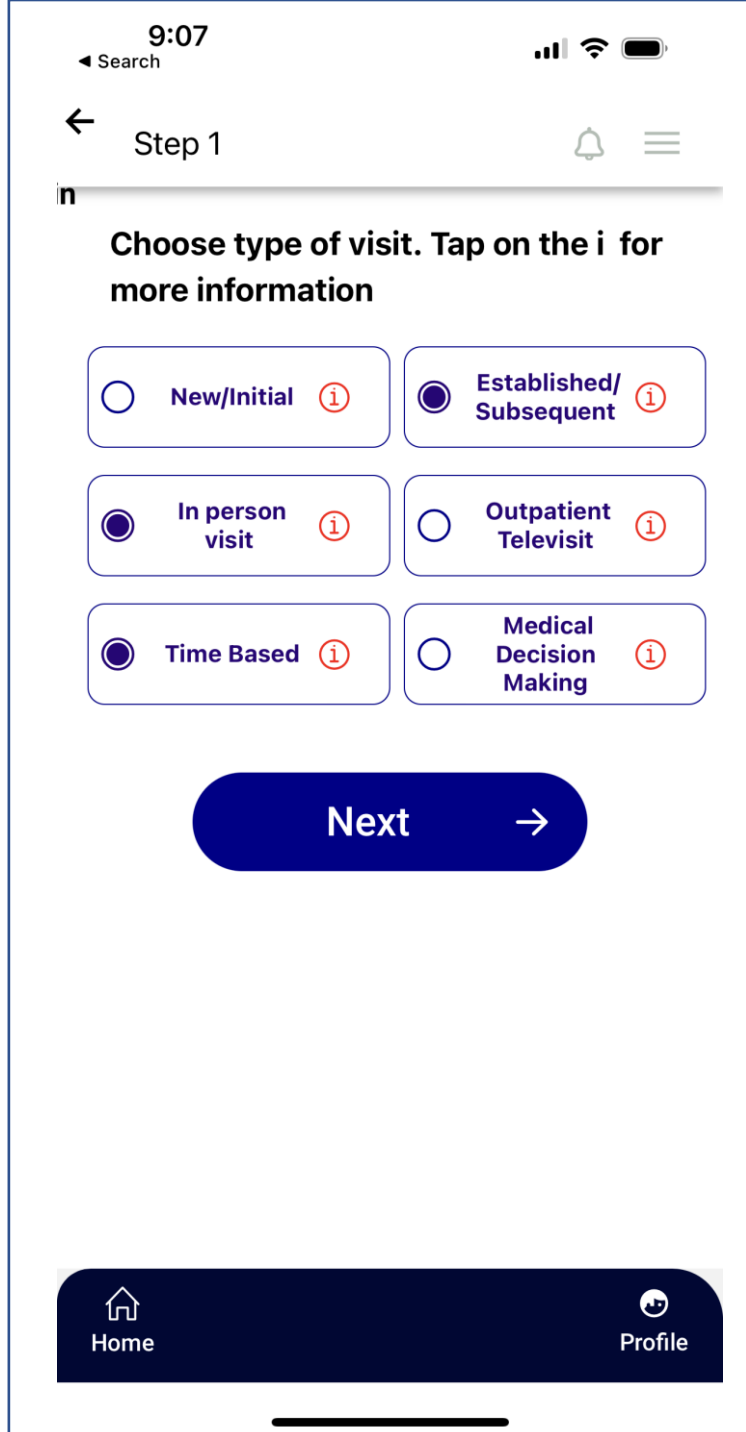 9:07
◄ Search
Step 1
in
Choose type of visit. Tap on the i for
more information
New/Initial i
Established/
Subsequent i
In person
visit i
Outpatient
Televisit i
Time Based i
Medical
Decision
Making i
Next →
Home
Profile